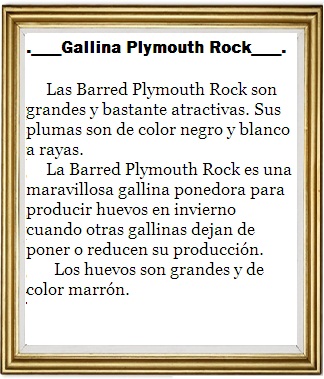 .___Gallina Plymouth Rock___.
Las Barred Plymouth Rock son
grandes y bastante atractivas. Sus
plumas son de color negro y blanco
a rayas.
La Barred Plymouth Rock es una
maravillosa gallina ponedora para
producir huevos en invierno
cuando otras gallinas dejan de
poner o reducen su producción.
Los huevos son grandes y de
color marrón.